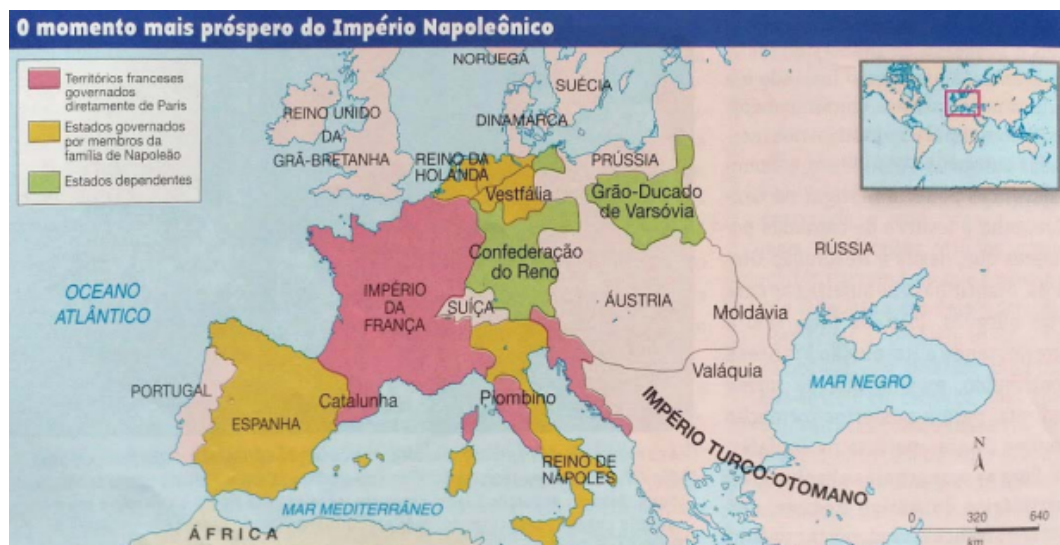 O momento mais próspero do Império Napoleônico
Territórios franceses
governados
diretamente de Paris
Estados governados
por membros da
família de Napoleão
Estados dependentes
NORUEGA
SUÉCIA
DINAMARCA
REINO UNIDO
DA
GRÃ-BRETANHA
REINO DA
HOLANDA
PRÚSSIA
Vestfália
Grão-Ducado
de Varsóvia
RÚSSIA
Confederação
do Reno
OCEANO
ATLÂNTICO
IMPÉRIO
DA
FRANÇA
SUÍÇA
ÁUSTRIA
Moldávia
Valáquia
MAR NEGRO
PORTUGAL
ESPANHA
Catalunha
Piombino
IMPÉRIO TURCO-OTOMANO
REINO DE
NÁPOLES
MAR MEDITERRÂNEO
ÁFRICA
N
0 320 640
km